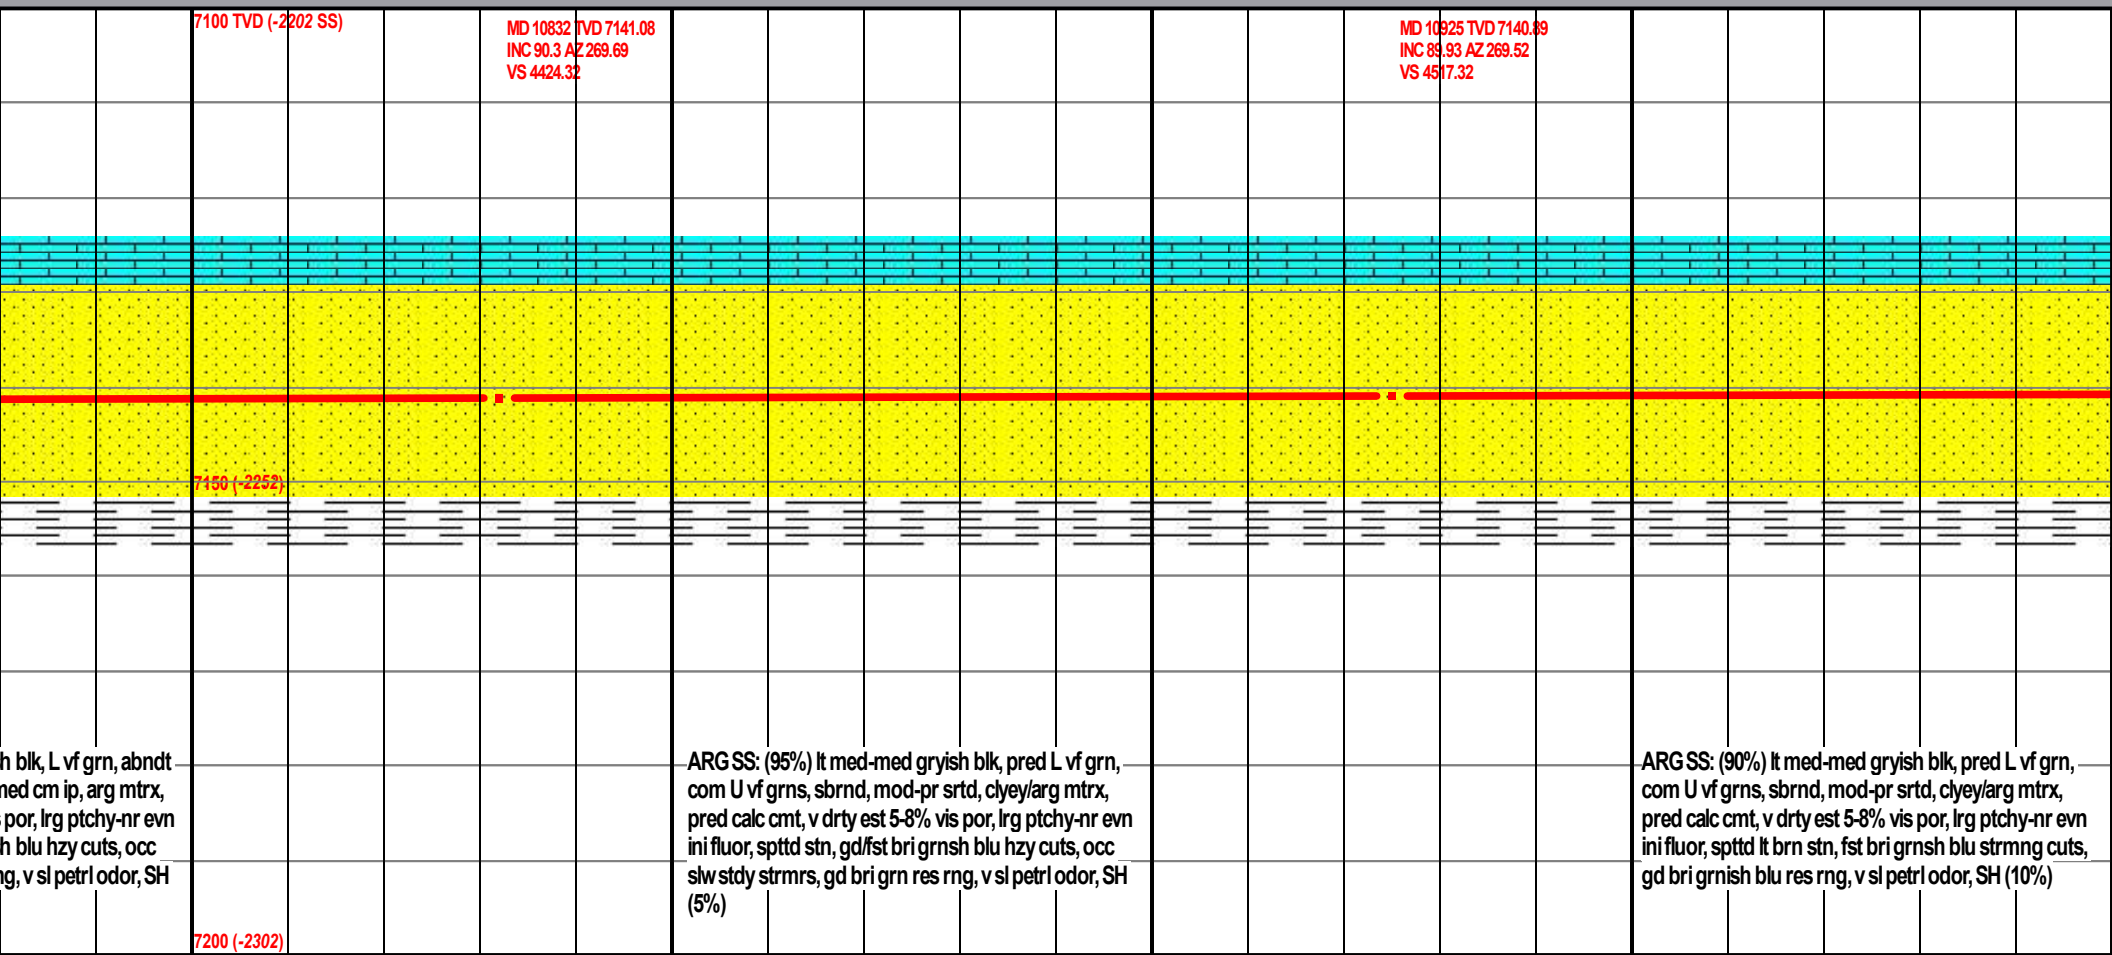 7100 TVD (-2202 SS)
MD 10832 TVD 7141.08
INC 90.3 AZ 269.69
VS 4424.32
MD 10925 TVD 7140.89
INC 89.93 AZ 269.52
VS 4517.32
7150 (-2252)
h blk, L vf grn, abndt
ned cm ip, arg mtrx,
por, lrg ptchy-nr evn
h blu hzy cuts, occ
ng, v sl petrl odor, SH
ARG SS: (95%) lt med-med gryish blk, pred L vf grn,
com U vf grns, sbrnd, mod-pr srtd, clyey/arg mtrx,
pred calc cmt, v drty est 5-8% vis por, lrg ptchy-nr evn
ini fluor, spttd stn, gd/fst bri grnsh blu hzy cuts, occ
slw stdy strmrs, gd bri grn res rng, v sl petrl odor, SH
(5%)
ARG SS: (90%) lt med-med gryish blk, pred L vf grn,
com U vf grns, sbrnd, mod-pr srtd, clyey/arg mtrx,
pred calc cmt, v drty est 5-8% vis por, lrg ptchy-nr evn
ini fluor, spttd lt brn stn, fst bri grnsh blu strmng cuts,
gd bri grnish blu res rng, v sl petrl odor, SH (10%)
7200 (-2302)